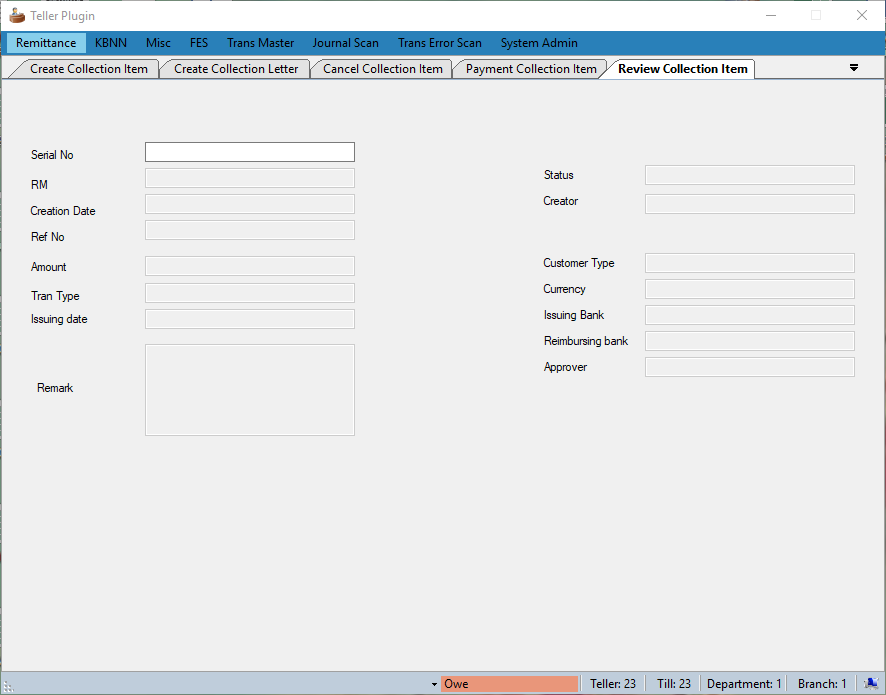 Teller Plugin
Remittance KBNN Misc FES Trans Master Journal Scan Trans Error Scan System Admin
Create Collection Item Create Collection Letter Cancel Collection Item Payment Collection Item Review Collection Item
Serial No
RM
Creation Date
Ref No
Amount
Tran Type
Issuing date
Remark
Status
Creator
Customer Type
Currency
Issuing Bank
Reimbursing bank
Approver
Owe Teller: 23 Till: 23 Department: 1 Branch: 1